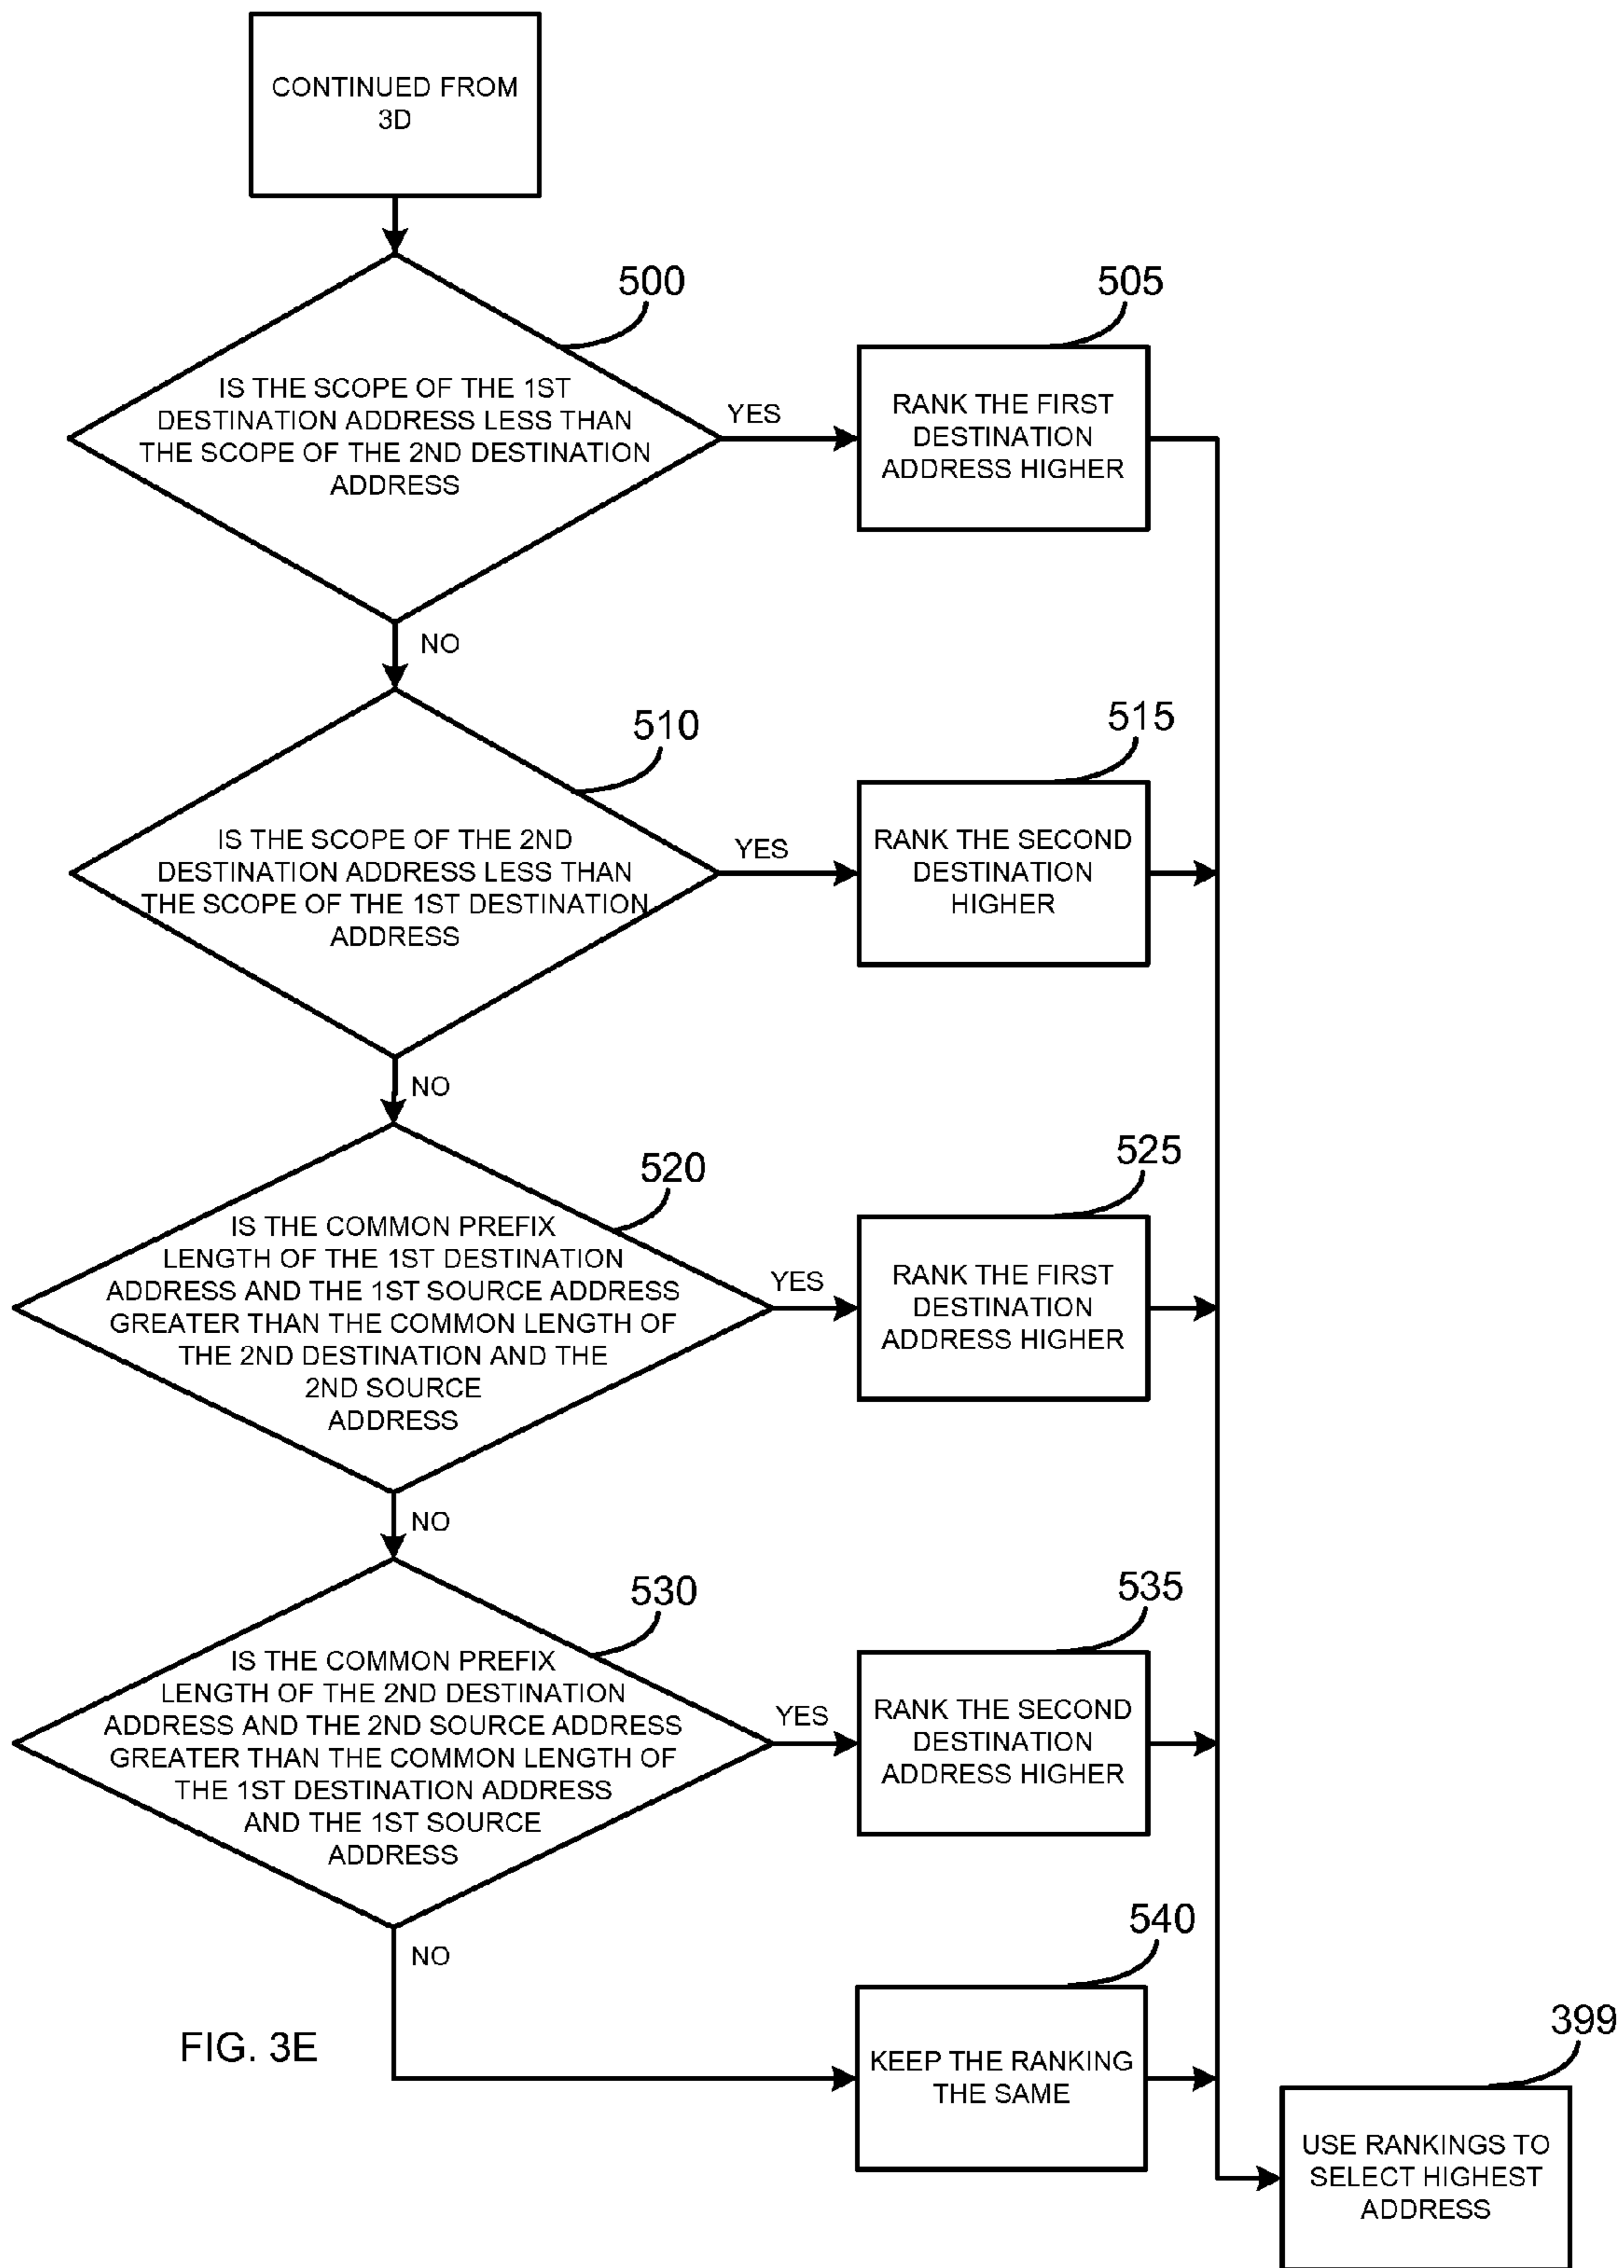 CONTINUED FROM
3D
500
IS THE SCOPE OF THE 1ST
DESTINATION ADDRESS LESS THAN
THE SCOPE OF THE 2ND DESTINATION
ADDRESS
YES
505
RANK THE FIRST
DESTINATION
ADDRESS HIGHER
NO
510
IS THE SCOPE OF THE 2ND
DESTINATION ADDRESS LESS THAN
THE SCOPE OF THE 1ST DESTINATION
ADDRESS
YES
515
RANK THE SECOND
DESTINATION
HIGHER
NO
520
IS THE COMMON PREFIX
LENGTH OF THE 1ST DESTINATION
ADDRESS AND THE 1ST SOURCE ADDRESS
GREATER THAN THE COMMON LENGTH OF
THE 2ND DESTINATION AND THE
2ND SOURCE
ADDRESS
YES
525
RANK THE FIRST
DESTINATION
ADDRESS HIGHER
NO
530
IS THE COMMON PREFIX
LENGTH OF THE 2ND DESTINATION
ADDRESS AND THE 2ND SOURCE ADDRESS
GREATER THAN THE COMMON LENGTH OF
THE 1ST DESTINATION ADDRESS
AND THE 1ST SOURCE
ADDRESS
YES
535
RANK THE SECOND
DESTINATION
ADDRESS HIGHER
NO
540
KEEP THE RANKING
THE SAME
FIG. 3E
399
USE RANKINGS TO
SELECT HIGHEST
ADDRESS